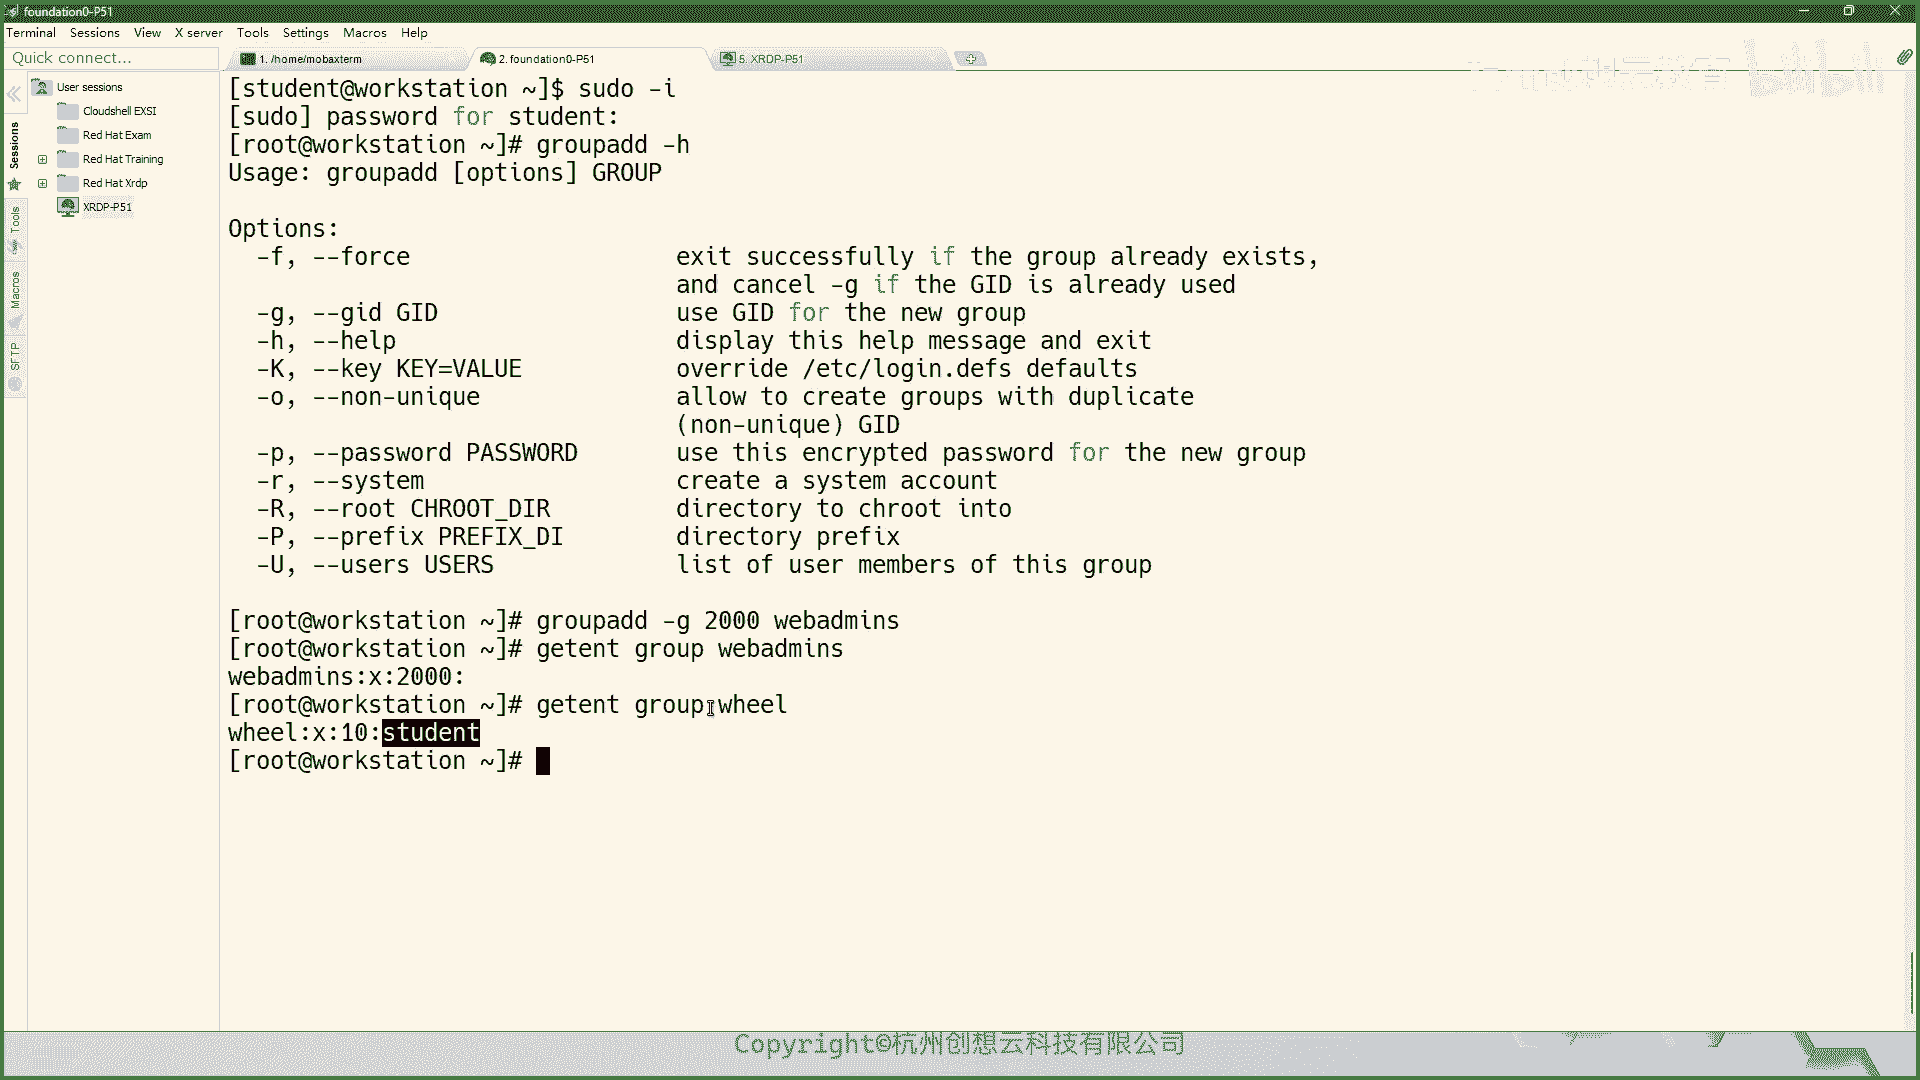 foundation0-P51
Terminal Sessions View X server Tools Settings Macros Help
Quick connect...
1. /home/mobaxterm
2. foundation0-P51
5. XRDP-P51
User sessions
Cloudshell EXSI
Red Hat Exam
Red Hat Training
Red Hat Xrdp
XRDP-P51
Sessions
Tools
Macros
SFTP
[student@workstation ~]$ sudo -i
[sudo] password for student:
[root@workstation ~]# groupadd -h
Usage: groupadd [options] GROUP
Options:
-f, --force exit successfully if the group already exists,
and cancel -g if the GID is already used
-g, --gid GID use GID for the new group
-h, --help display this help message and exit
-K, --key KEY=VALUE override /etc/login.defs defaults
-o, --non-unique allow to create groups with duplicate
(non-unique) GID
-p, --password PASSWORD use this encrypted password for the new group
-r, --system create a system account
-R, --root CHROOT_DIR directory to chroot into
-P, --prefix PREFIX_DI directory prefix
-U, --users USERS list of user members of this group
[root@workstation ~]# groupadd -g 2000 webadmins
[root@workstation ~]# getent group webadmins
webadmins:x:2000:
[root@workstation ~]# getent group wheel
wheel:x:10:student
[root@workstation ~]#
Copyright©杭州创想云科技有限公司